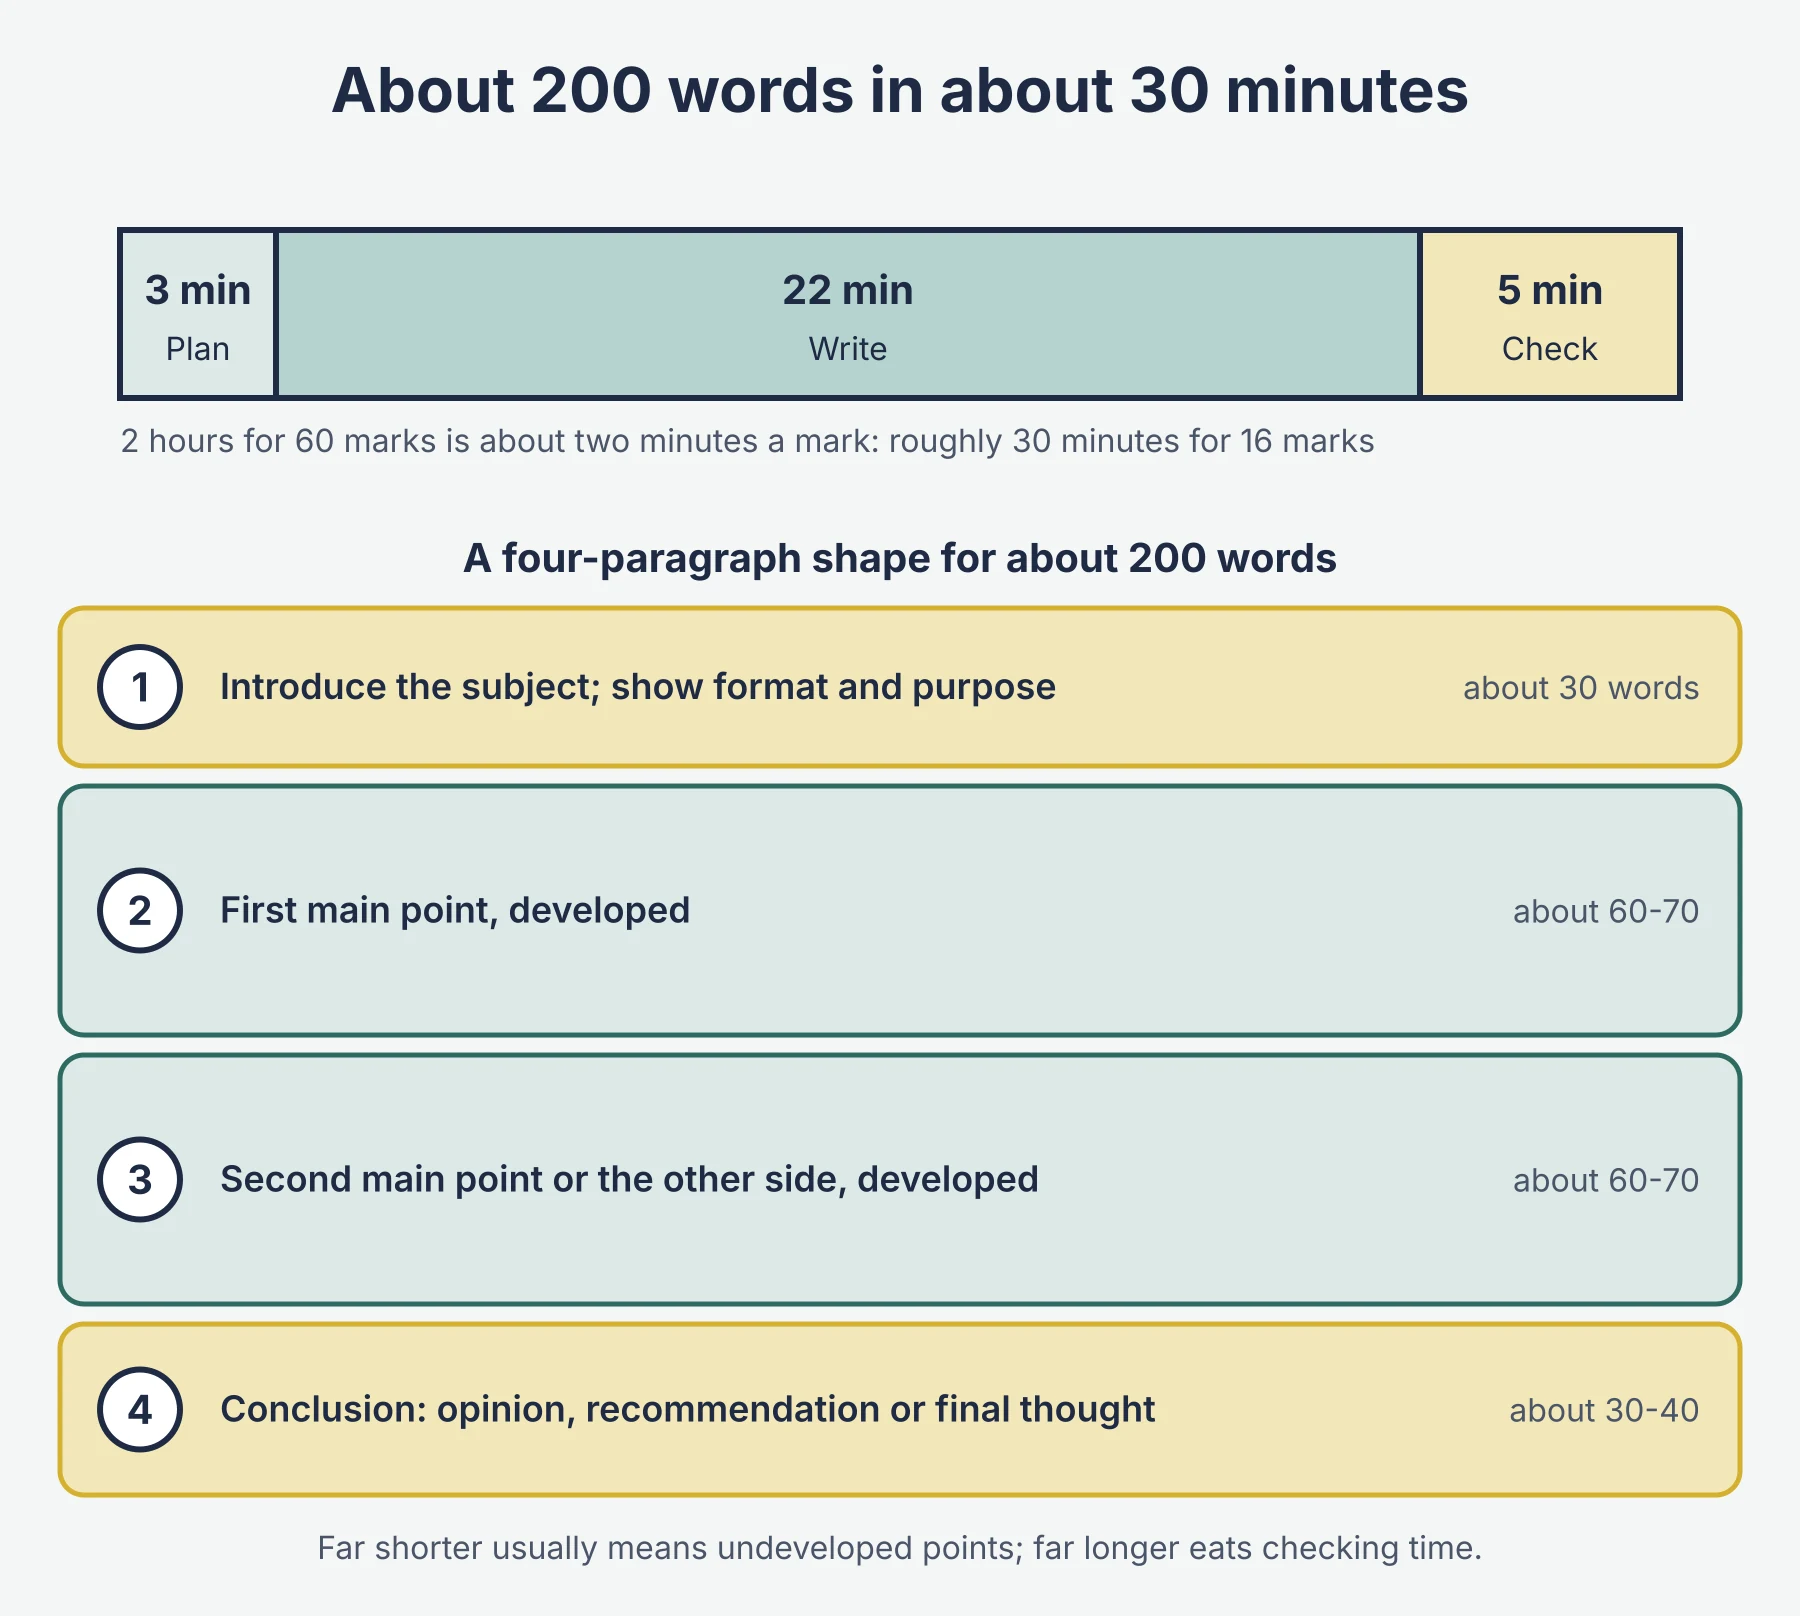 About 200 words in about 30 minutes
3 min
Plan
22 min
Write
5 min
Check
2 hours for 60 marks is about two minutes a mark: roughly 30 minutes for 16 marks
A four-paragraph shape for about 200 words
1 Introduce the subject; show format and purpose about 30 words
2 First main point, developed about 60-70
3 Second main point or the other side, developed about 60-70
4 Conclusion: opinion, recommendation or final thought about 30-40
Far shorter usually means undeveloped points; far longer eats checking time.